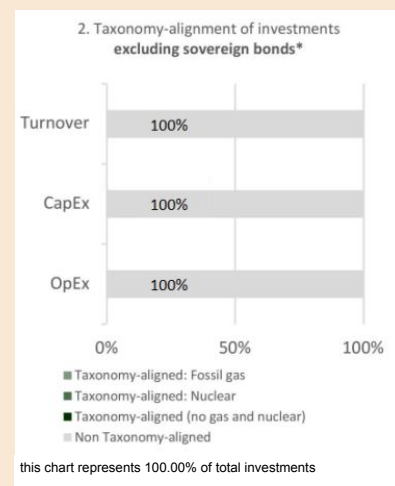 2. Taxonomy-alignment of investments
excluding sovereign bonds*
Turnover
100%
CapEx
100%
OpEx
100%
0% 50% 100%
Taxonomy-aligned: Fossil gas
Taxonomy-aligned: Nuclear
Taxonomy-aligned (no gas and nuclear)
Non Taxonomy-aligned
this chart represents 100.00% of total investments